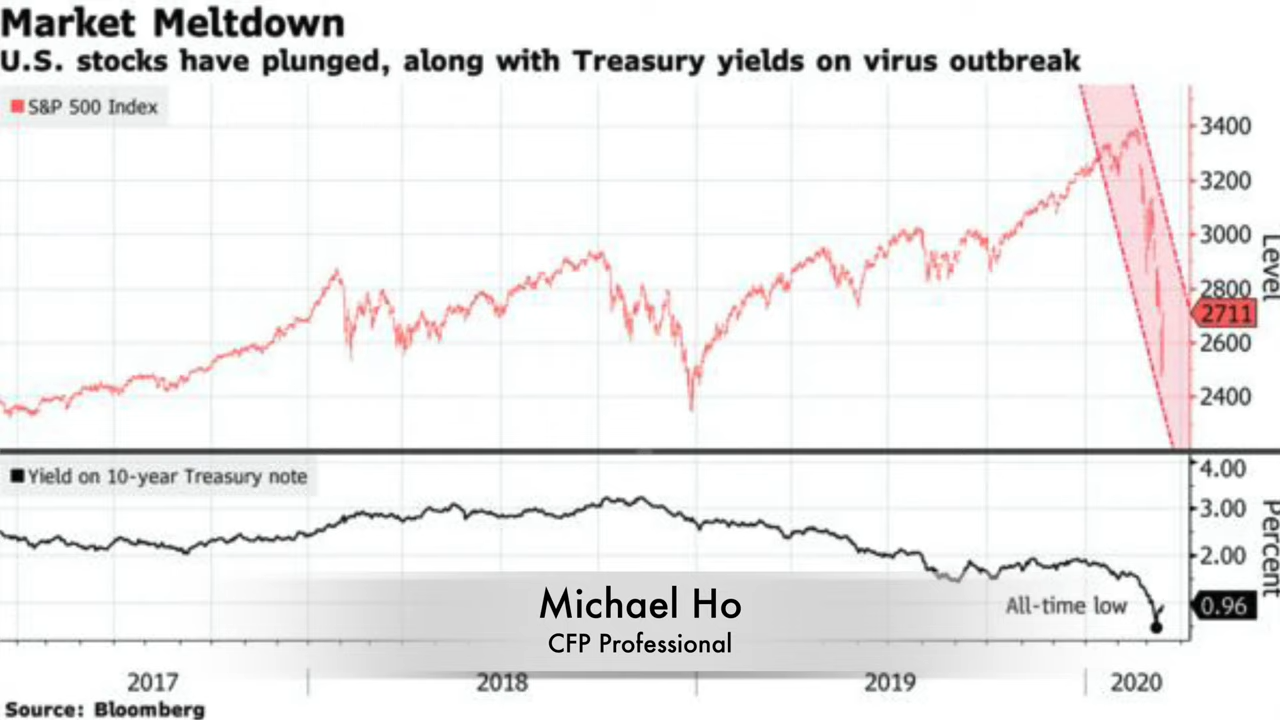 Market Meltdown
U.S. stocks have plunged, along with Treasury yields on virus outbreak
S&P 500 Index
3400
3200
3000
2800
2711
2600
2400
Level
Yield on 10-year Treasury note
4.00
3.00
2.00
0.96
Percent
All-time low
Michael Ho
CFP Professional
2017 2018 2019 2020
Source: Bloomberg